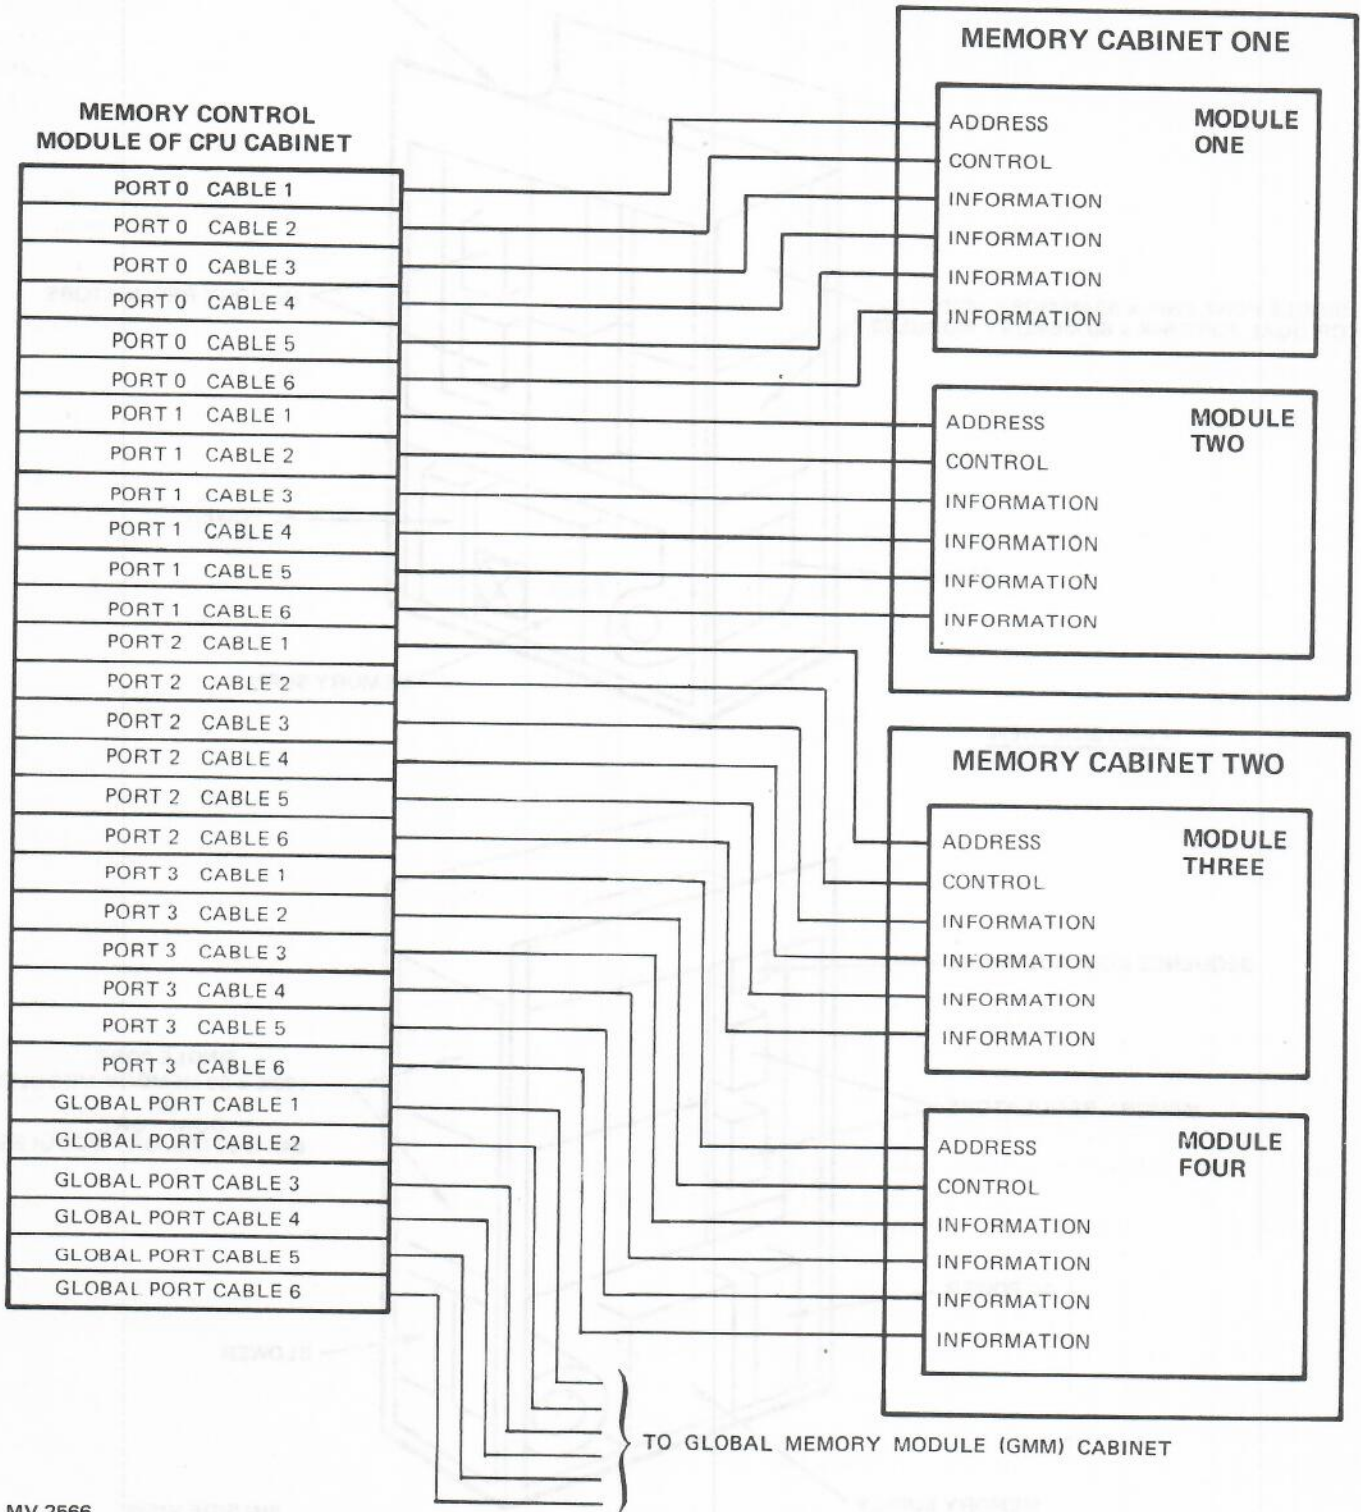 MEMORY CONTROL
MODULE OF CPU CABINET
PORT 0 CABLE 1
PORT 0 CABLE 2
PORT 0 CABLE 3
PORT 0 CABLE 4
PORT 0 CABLE 5
PORT 0 CABLE 6
PORT 1 CABLE 1
PORT 1 CABLE 2
PORT 1 CABLE 3
PORT 1 CABLE 4
PORT 1 CABLE 5
PORT 1 CABLE 6
PORT 2 CABLE 1
PORT 2 CABLE 2
PORT 2 CABLE 3
PORT 2 CABLE 4
PORT 2 CABLE 5
PORT 2 CABLE 6
PORT 3 CABLE 1
PORT 3 CABLE 2
PORT 3 CABLE 3
PORT 3 CABLE 4
PORT 3 CABLE 5
PORT 3 CABLE 6
GLOBAL PORT CABLE 1
GLOBAL PORT CABLE 2
GLOBAL PORT CABLE 3
GLOBAL PORT CABLE 4
GLOBAL PORT CABLE 5
GLOBAL PORT CABLE 6
MEMORY CABINET ONE
MODULE
ONE
ADDRESS
CONTROL
INFORMATION
INFORMATION
INFORMATION
INFORMATION
MODULE
TWO
ADDRESS
CONTROL
INFORMATION
INFORMATION
INFORMATION
INFORMATION
MEMORY CABINET TWO
MODULE
THREE
ADDRESS
CONTROL
INFORMATION
INFORMATION
INFORMATION
INFORMATION
MODULE
FOUR
ADDRESS
CONTROL
INFORMATION
INFORMATION
INFORMATION
INFORMATION
TO GLOBAL MEMORY MODULE (GMM) CABINET
MV 2566